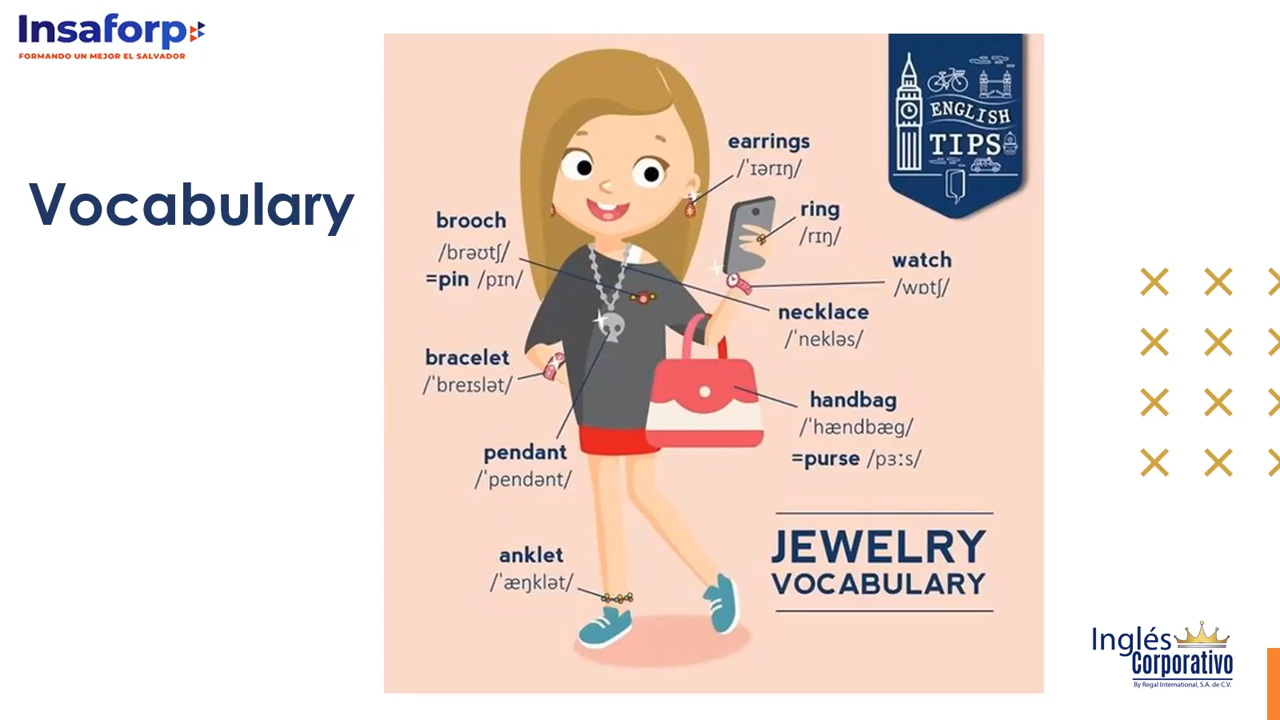 Insaforp
FORMANDO UN MEJOR EL SALVADOR
Vocabulary
ENGLISH
TIPS
earrings
/ˈɪərɪŋ/
ring
/rɪŋ/
brooch
/brəʊtʃ/
=pin /pɪn/
watch
/wɒtʃ/
necklace
/ˈnekləs/
bracelet
/ˈbreɪslət/
handbag
/ˈhændbæg/
=purse /pɜːs/
pendant
/ˈpendənt/
anklet
/ˈæŋklət/
JEWELRY
VOCABULARY
Inglés
Corporativo
By Regal International, S.A. de C.V.